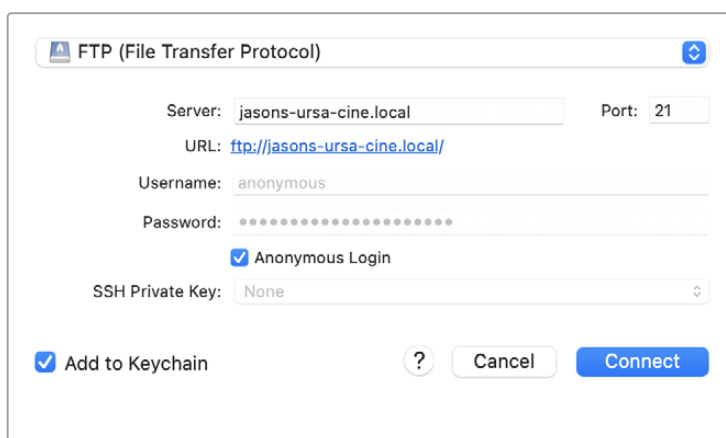 FTP (File Transfer Protocol)
Server: jasons-ursa-cine.local Port: 21
URL: ftp://jasons-ursa-cine.local/
Username: anonymous
Password: •••••••••••••••••••••
Anonymous Login
SSH Private Key: None
Add to Keychain ? Cancel Connect